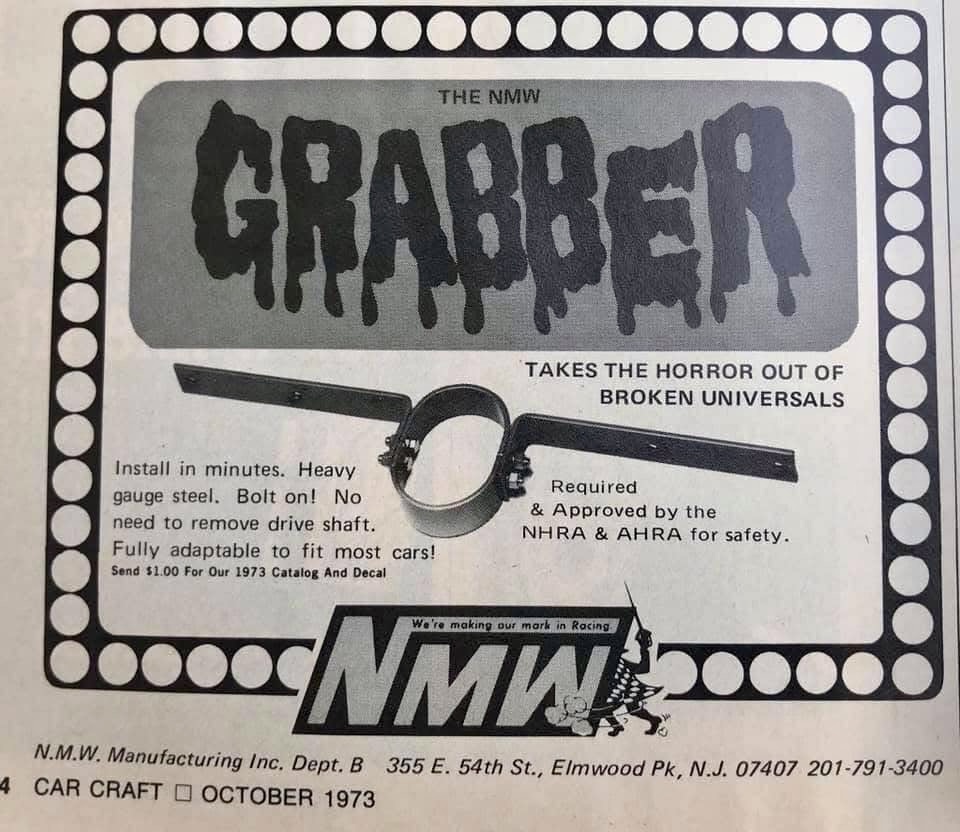 THE NMW
GRABBER
TAKES THE HORROR OUT OF
BROKEN UNIVERSALS
Install in minutes. Heavy
gauge steel. Bolt on! No
need to remove drive shaft.
Fully adaptable to fit most cars!
Send $1.00 For Our 1973 Catalog And Decal
Required
& Approved by the
NHRA & AHRA for safety.
We're making our mark in Racing
NMW
N.M.W. Manufacturing Inc. Dept. B 355 E. 54th St., Elmwood Pk, N.J. 07407 201-791-3400
4 CAR CRAFT □ OCTOBER 1973